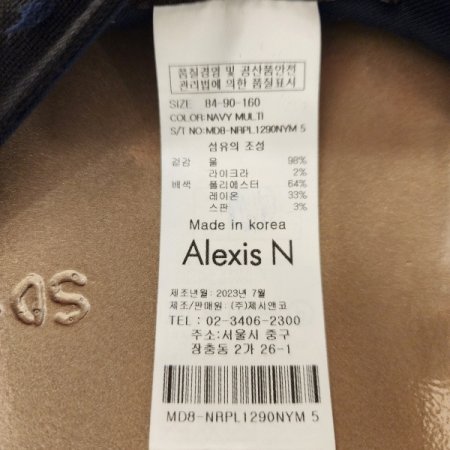 품질경영 및 공산품안전
관리법에 의한 품질표시
SIZE 84-90-160
COLOR:NAVY MULTI
S/T NO:MD8-NRPL1290NYM 5
섬유의 조성
겉감 울 98%
라이크라 2%
배색 폴리에스터 64%
레이온 33%
스판 3%
Made in korea
Alexis N
제조년월: 2023년 7월
제조/판매원: (주)제시앤코
TEL : 02-3406-2300
주소:서울시 중구
장충동 2가 26-1
MD8-NRPL1290NYM 5